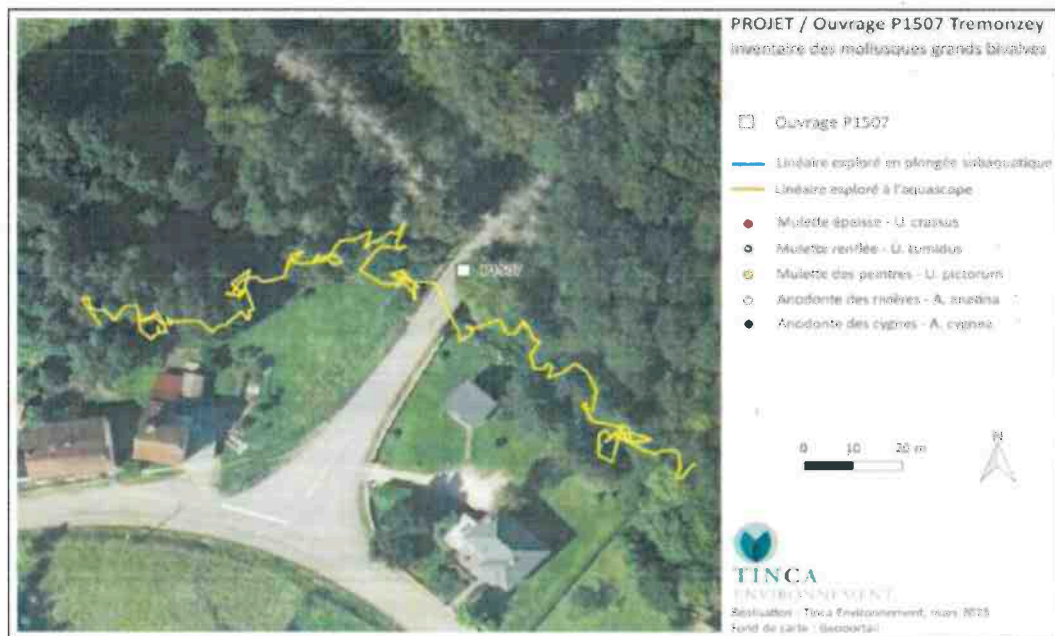 PROJET / Ouvrage P1507 Tremonzey
Inventaire des mollusques grands bivalves
Ouvrage P1507
Linéaire exploré en plongée subaquatique
Linéaire exploré à l'aquascope
Mulette épaisse - U. crassus
Mulette renflée - U. tumidus
Mulette des peintres - U. pictorum
Anodonte des rivières - A. anatina
Anodonte des cygnes - A. cygnea
P1507
0 10 20 m
N
TINCA
ENVIRONNEMENT
Réalisation : Tinca Environnement, mars
Fond de carte : Géoportail